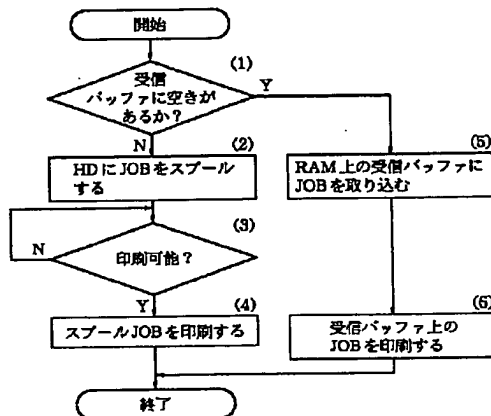 開始
(1)
受信
バッファに空きが
あるか？
Y
N
(2)
HDにJOBをスプール
する
(5)
RAM上の受信バッファに
JOBを取り込む
(3)
印刷可能？
N
Y
(4)
スプールJOBを印刷する
(6)
受信バッファ上の
JOBを印刷する
終了